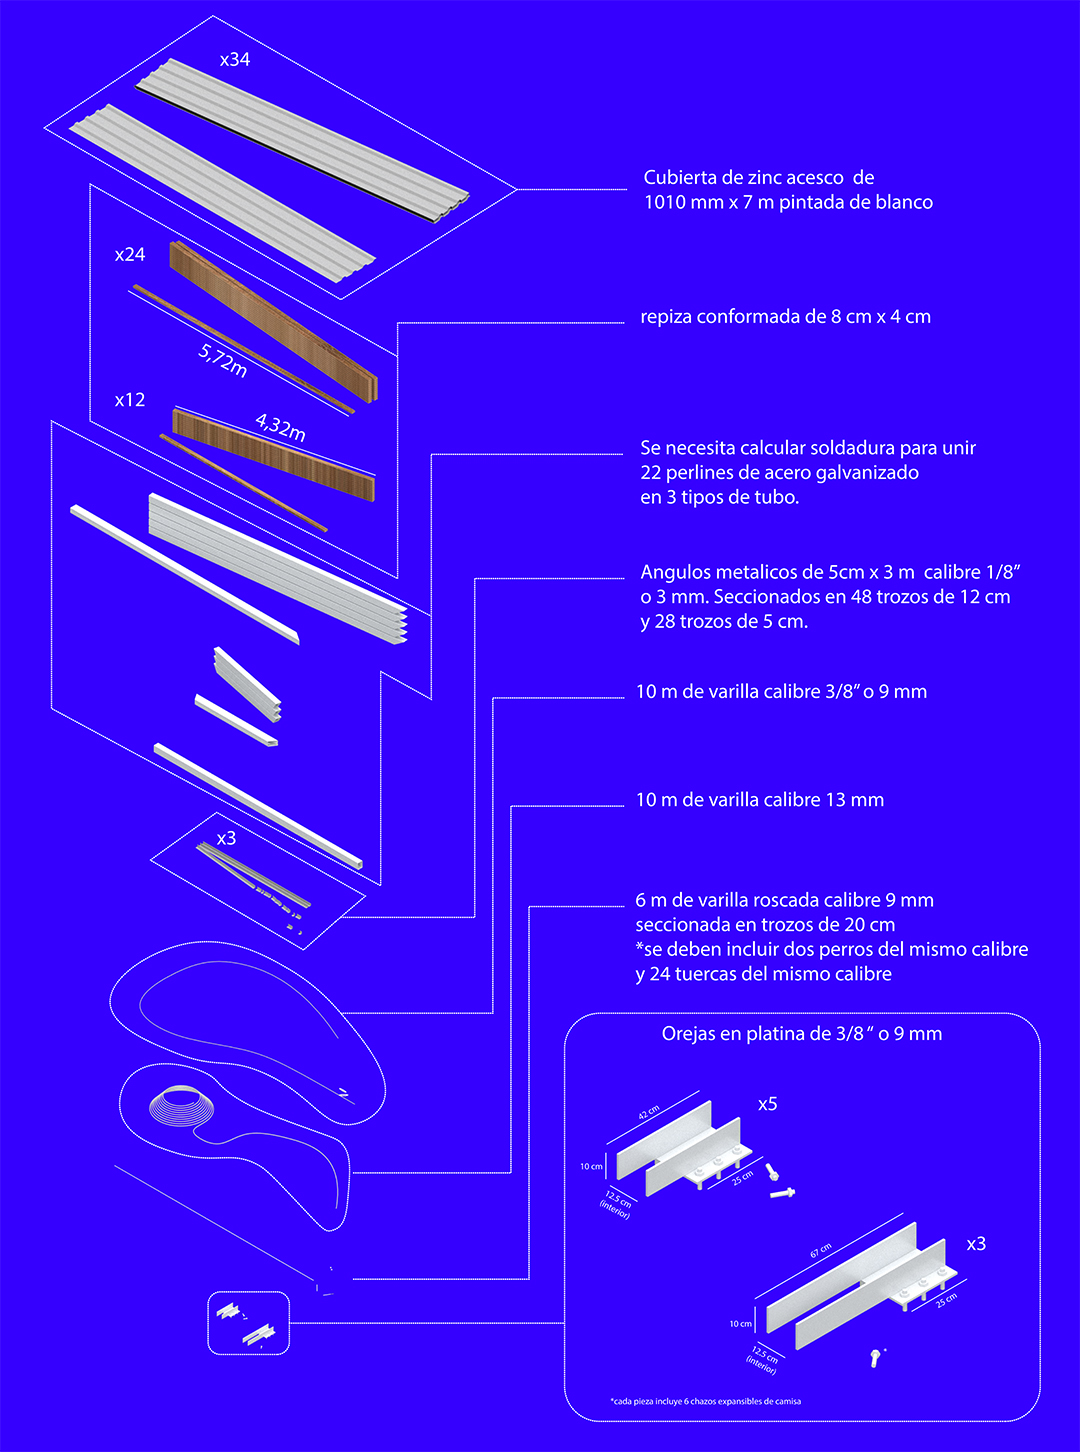 x34
Cubierta de zinc acesco de
1010 mm x 7 m pintada de blanco
x24
5,72m
repiza conformada de 8 cm x 4 cm
x12
4,32m
Se necesita calcular soldadura para unir
22 perlines de acero galvanizado
en 3 tipos de tubo.
Angulos metalicos de 5cm x 3 m calibre 1/8”
o 3 mm. Seccionados en 48 trozos de 12 cm
y 28 trozos de 5 cm.
10 m de varilla calibre 3/8” o 9 mm
10 m de varilla calibre 13 mm
x3
6 m de varilla roscada calibre 9 mm
seccionada en trozos de 20 cm
*se deben incluir dos perros del mismo calibre
y 24 tuercas del mismo calibre
Orejas en platina de 3/8 ” o 9 mm
x5
42 cm
10 cm
12.5 cm
(interior)
25 cm
x3
67 cm
10 cm
12.5 cm
(interior)
25 cm
*
*cada pieza incluye 6 chazos expansibles de camisa